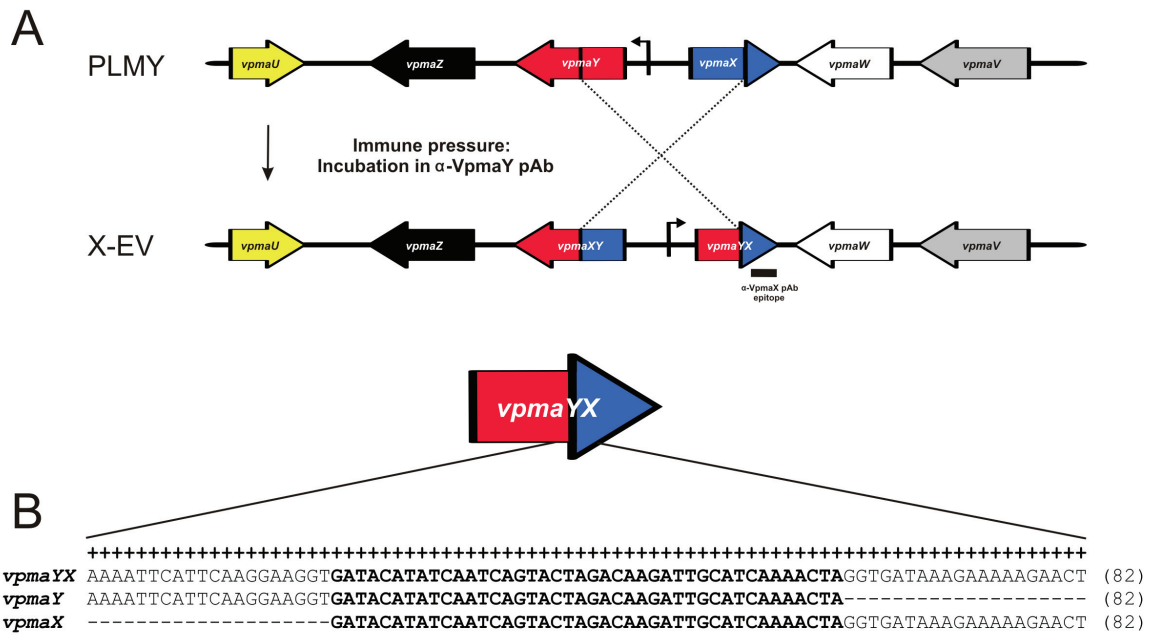 A
PLMY
vpmaU
vpmaZ
vpmaY
vpmaX
vpmaW
vpmaV
Immune pressure:
Incubation in α-VpmaY pAb
X-EV
vpmaU
vpmaZ
vpmaXY
vpmaYX
vpmaW
vpmaV
α-VpmaX pAb
epitope
vpmaYX
B
++++++++++++++++++++++++++++++++++++++++++++++++++++++++++++++++++++++++++++++++++
vpmaYX AAAATTCATTCAAGGAAGGTGATACATATCAATCAGTACTAGACAAGATTGCATCAAAACTAGGTGATAAAGAAAAAGAACT (82)
vpmaY AAAATTCATTCAAGGAAGGTGATACATATCAATCAGTACTAGACAAGATTGCATCAAAACTA-------------------- (82)
vpmaX --------------------GATACATATCAATCAGTACTAGACAAGATTGCATCAAAACTAGGTGATAAAGAAAAAGAACT (82)